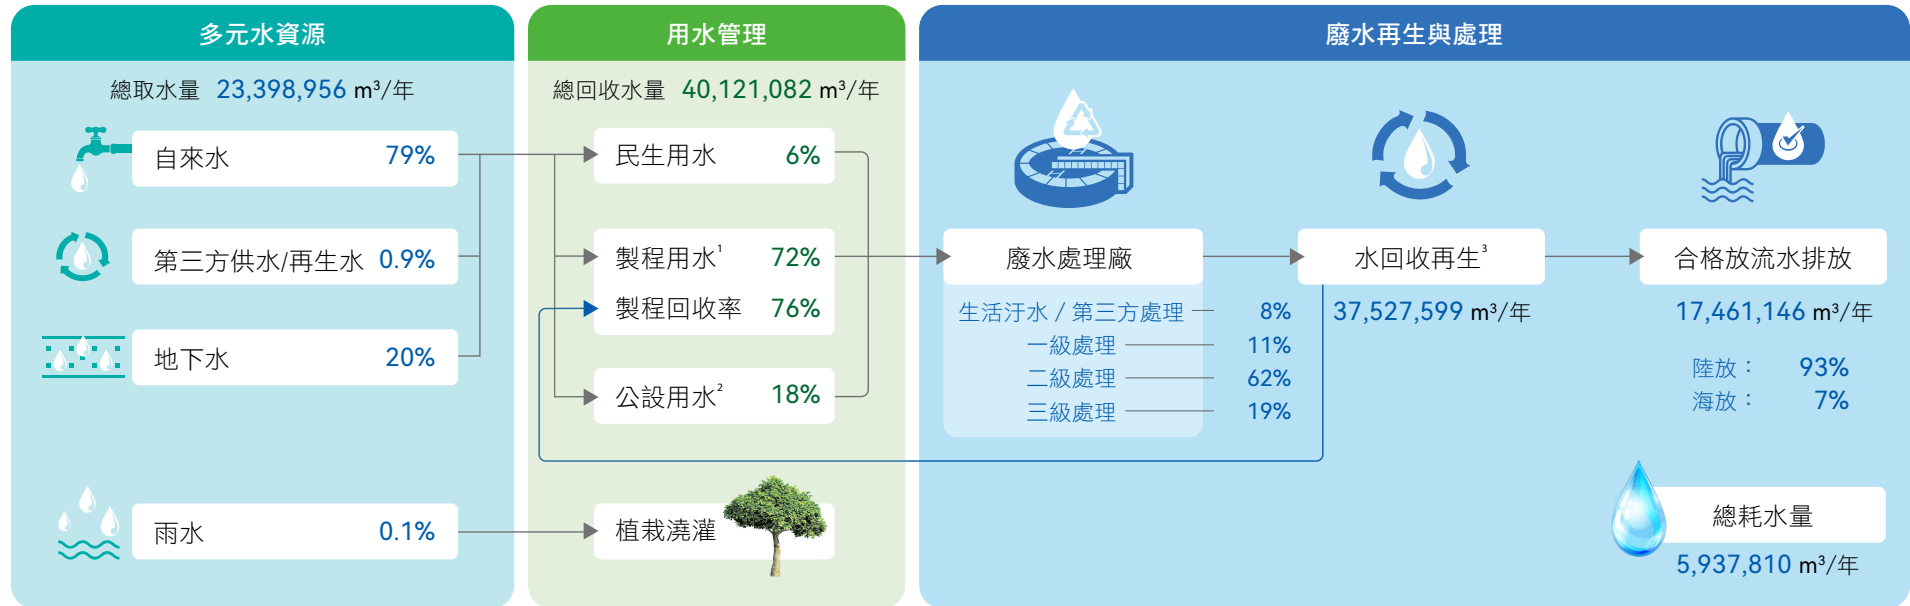 多元水資源
總取水量 23,398,956 m³/年
自來水 79%
第三方供水/再生水 0.9%
地下水 20%
雨水 0.1%
用水管理
總回收水量 40,121,082 m³/年
民生用水 6%
製程用水¹ 72%
製程回收率 76%
公設用水² 18%
植栽澆灌
廢水再生與處理
廢水處理廠
生活汙水 / 第三方處理 8%
一級處理 11%
二級處理 62%
三級處理 19%
水回收再生³
37,527,599 m³/年
合格放流水排放
17,461,146 m³/年
陸放： 93%
海放： 7%
總耗水量
5,937,810 m³/年